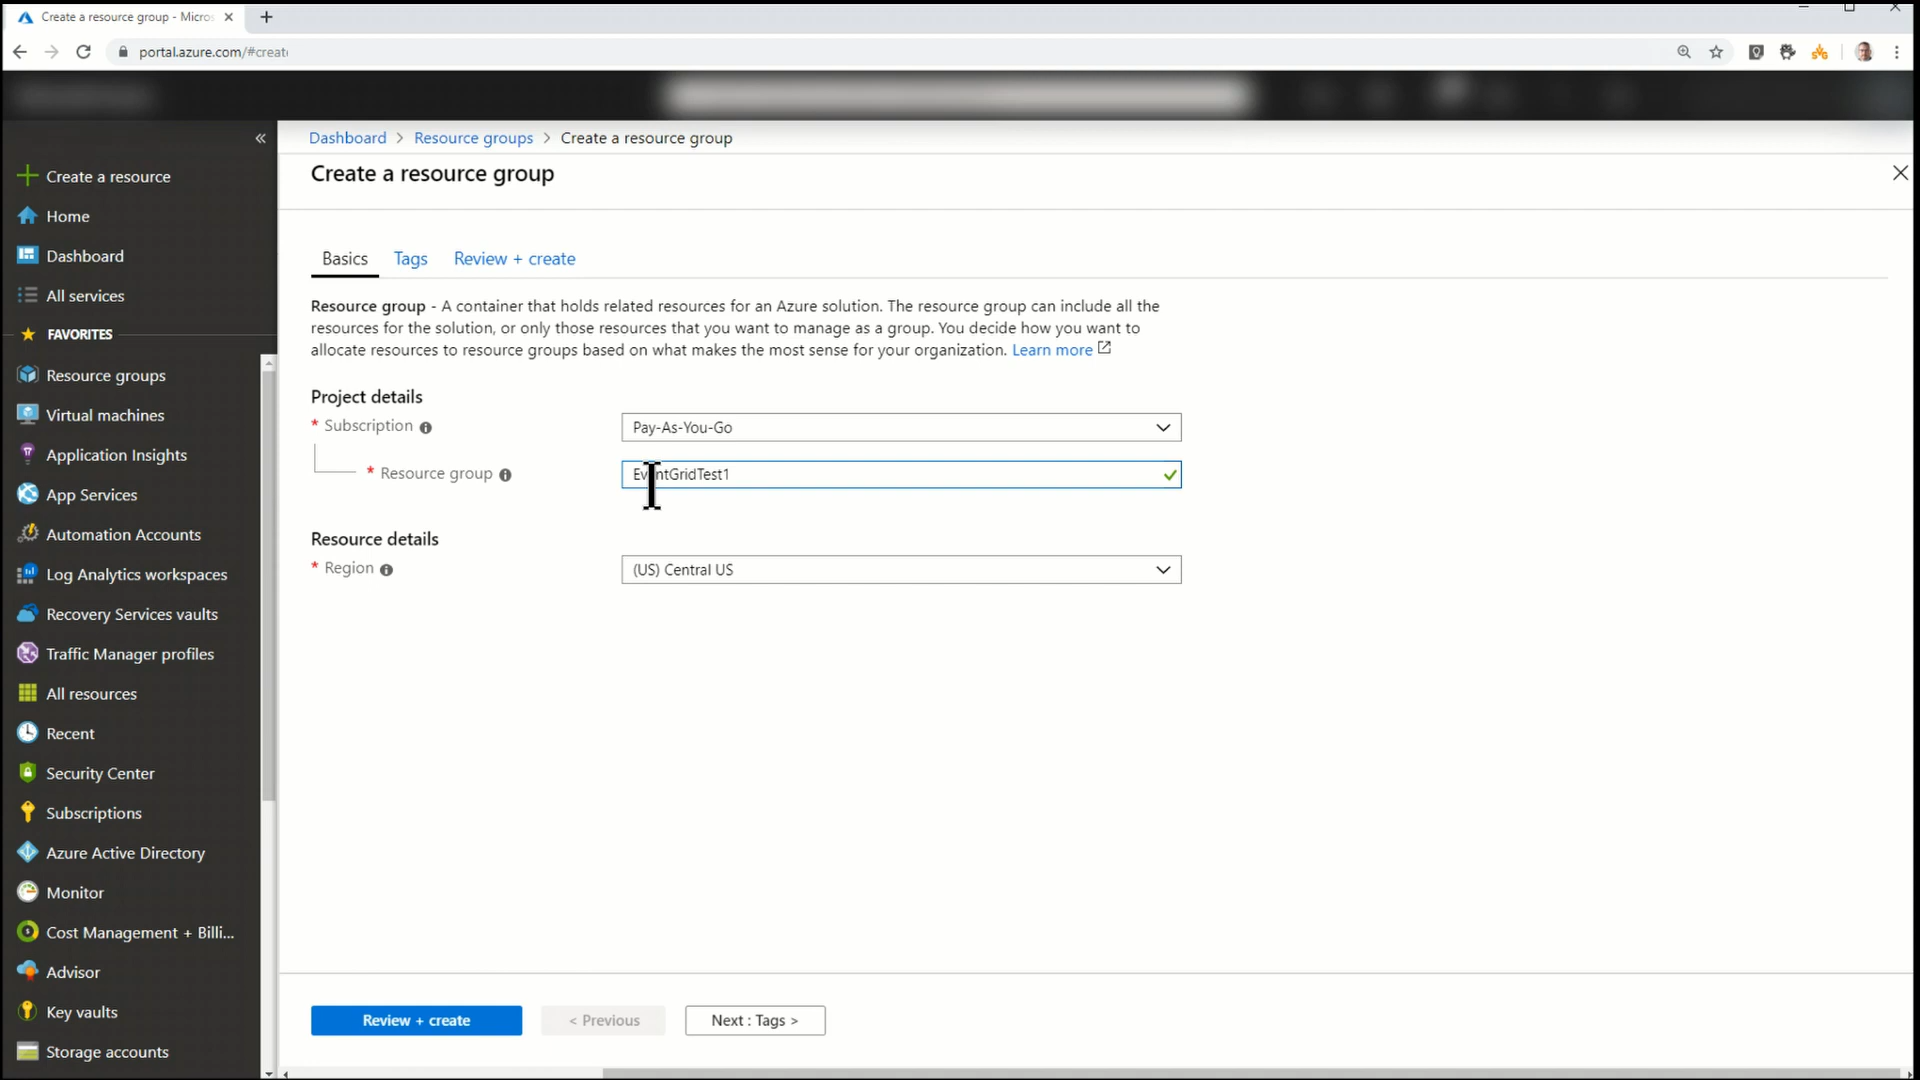 Create a resource group - Micros
portal.azure.com/#create
Dashboard > Resource groups > Create a resource group
Create a resource group
Create a resource
Home
Dashboard
All services
FAVORITES
Resource groups
Virtual machines
Application Insights
App Services
Automation Accounts
Log Analytics workspaces
Recovery Services vaults
Traffic Manager profiles
All resources
Recent
Security Center
Subscriptions
Azure Active Directory
Monitor
Cost Management + Billi...
Advisor
Key vaults
Storage accounts
Basics Tags Review + create
Resource group - A container that holds related resources for an Azure solution. The resource group can include all the
resources for the solution, or only those resources that you want to manage as a group. You decide how you want to
allocate resources to resource groups based on what makes the most sense for your organization. Learn more
Project details
* Subscription Pay-As-You-Go
* Resource group EventGridTest1
Resource details
* Region (US) Central US
Review + create < Previous Next : Tags >